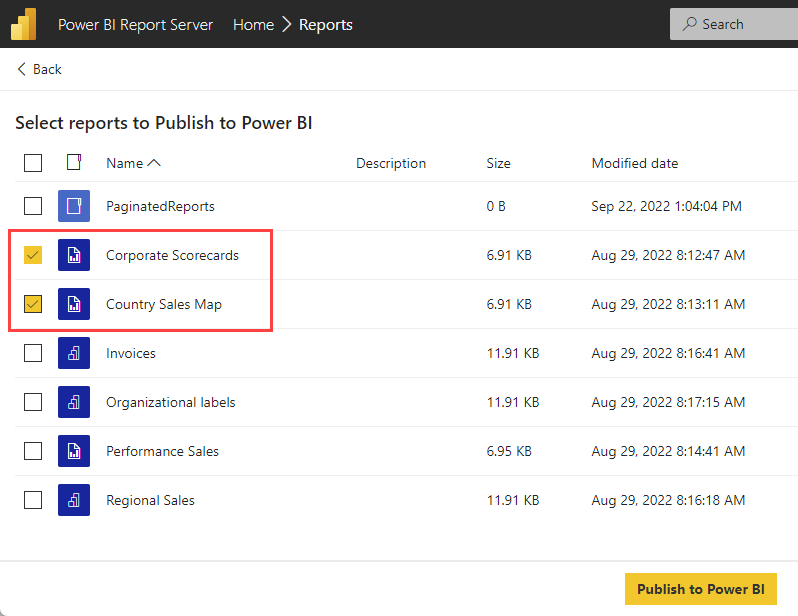 Power BI Report Server Home Reports Search
Back
Select reports to Publish to Power BI
Name Description Size Modified date
PaginatedReports 0 B Sep 22, 2022 1:04:04 PM
Corporate Scorecards 6.91 KB Aug 29, 2022 8:12:47 AM
Country Sales Map 6.91 KB Aug 29, 2022 8:13:11 AM
Invoices 11.91 KB Aug 29, 2022 8:16:41 AM
Organizational labels 11.91 KB Aug 29, 2022 8:17:15 AM
Performance Sales 6.95 KB Aug 29, 2022 8:14:41 AM
Regional Sales 11.91 KB Aug 29, 2022 8:16:18 AM
Publish to Power BI